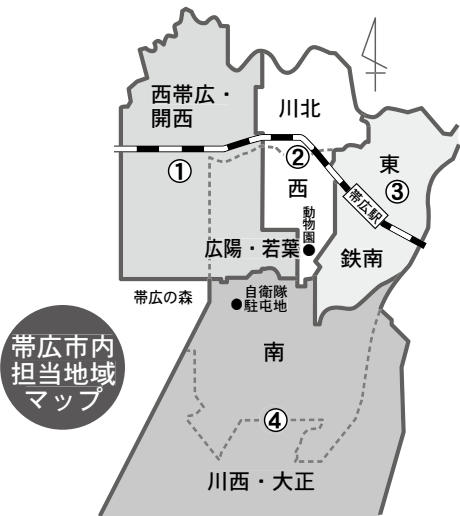 西帯広・
開西
川北
①
②
西
東
③
帯広駅
動物園
広陽・若葉
鉄南
帯広の森
自衛隊
駐屯地
帯広市内
担当地域
マップ
南
④
川西・大正